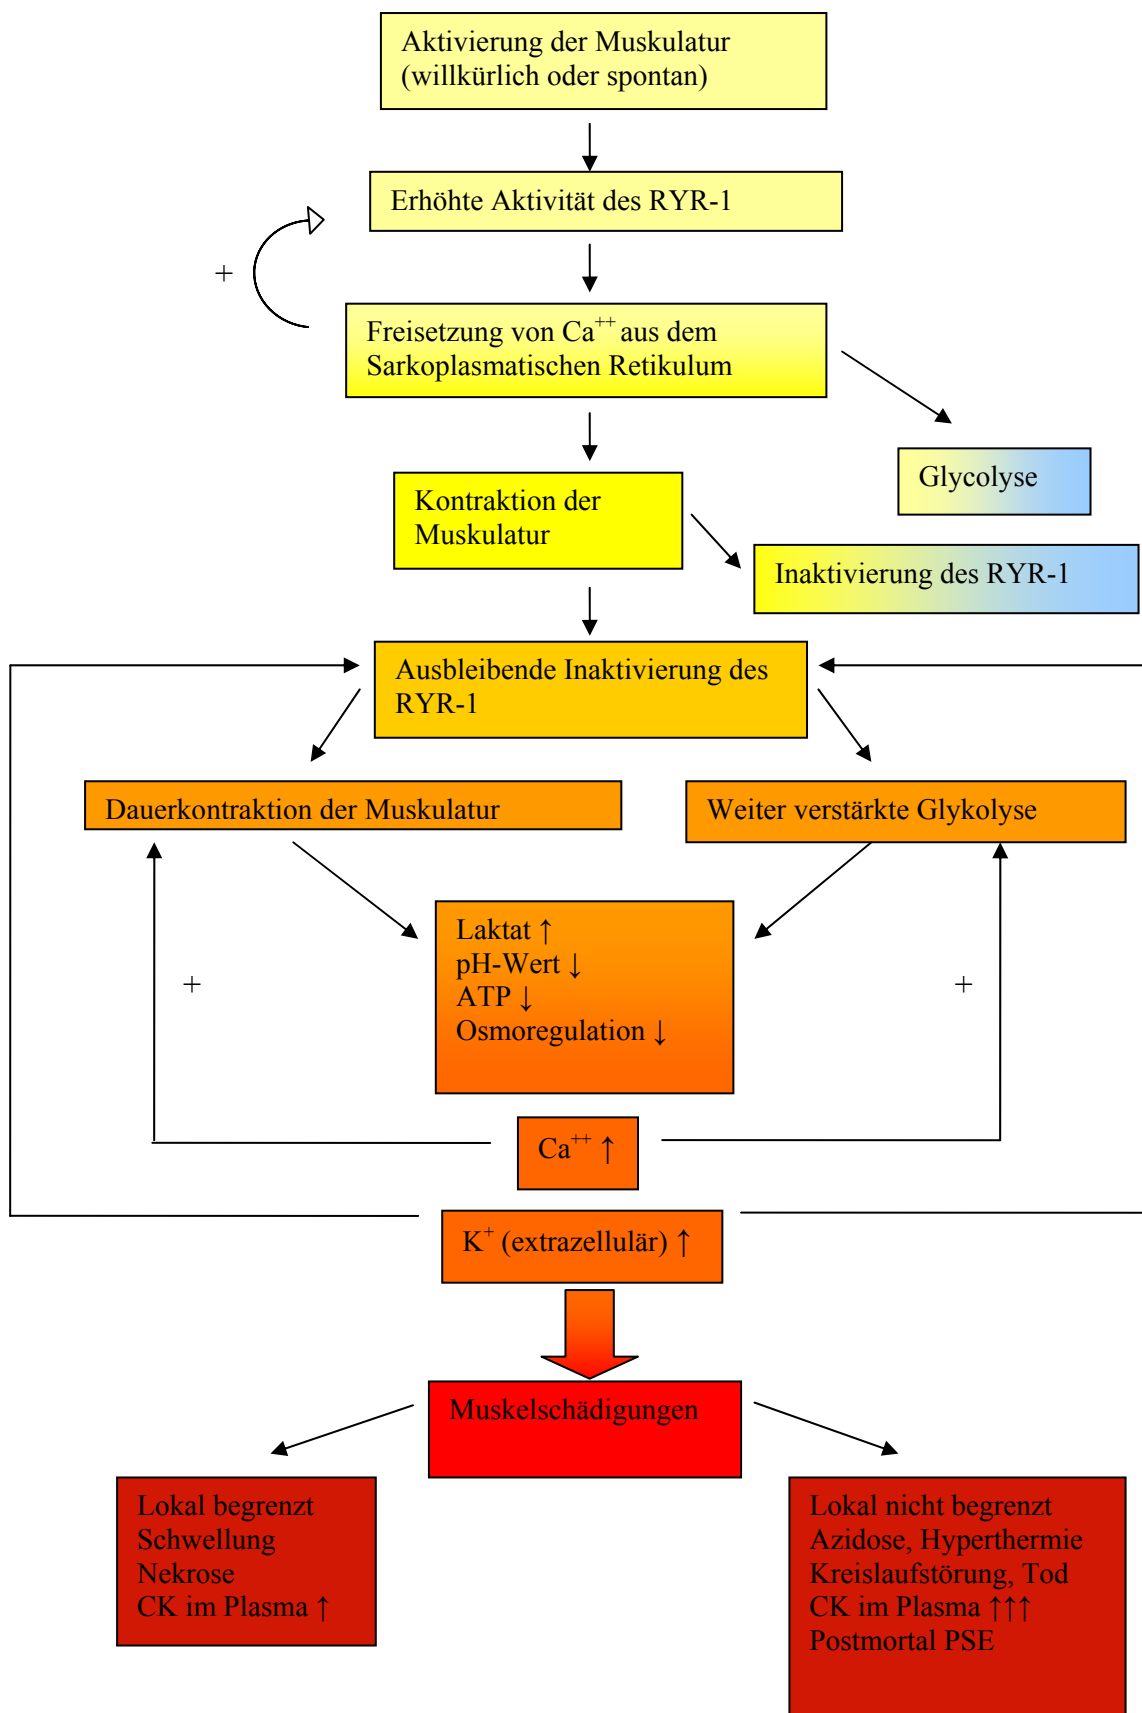 Aktivierung der Muskulatur
(willkürlich oder spontan)
Erhöhte Aktivität des RYR-1
+
Freisetzung von Ca⁺⁺ aus dem
Sarkoplasmatischen Retikulum
Glycolyse
Kontraktion der
Muskulatur
Inaktivierung des RYR-1
Ausbleibende Inaktivierung des
RYR-1
Dauerkontraktion der Muskulatur
Weiter verstärkte Glykolyse
Laktat ↑
pH-Wert ↓
ATP ↓
Osmoregulation ↓
+
+
Ca⁺⁺ ↑
K⁺ (extrazellulär) ↑
Muskelschädigungen
Lokal begrenzt
Schwellung
Nekrose
CK im Plasma ↑
Lokal nicht begrenzt
Azidose, Hyperthermie
Kreislaufstörung, Tod
CK im Plasma ↑↑↑
Postmortal PSE